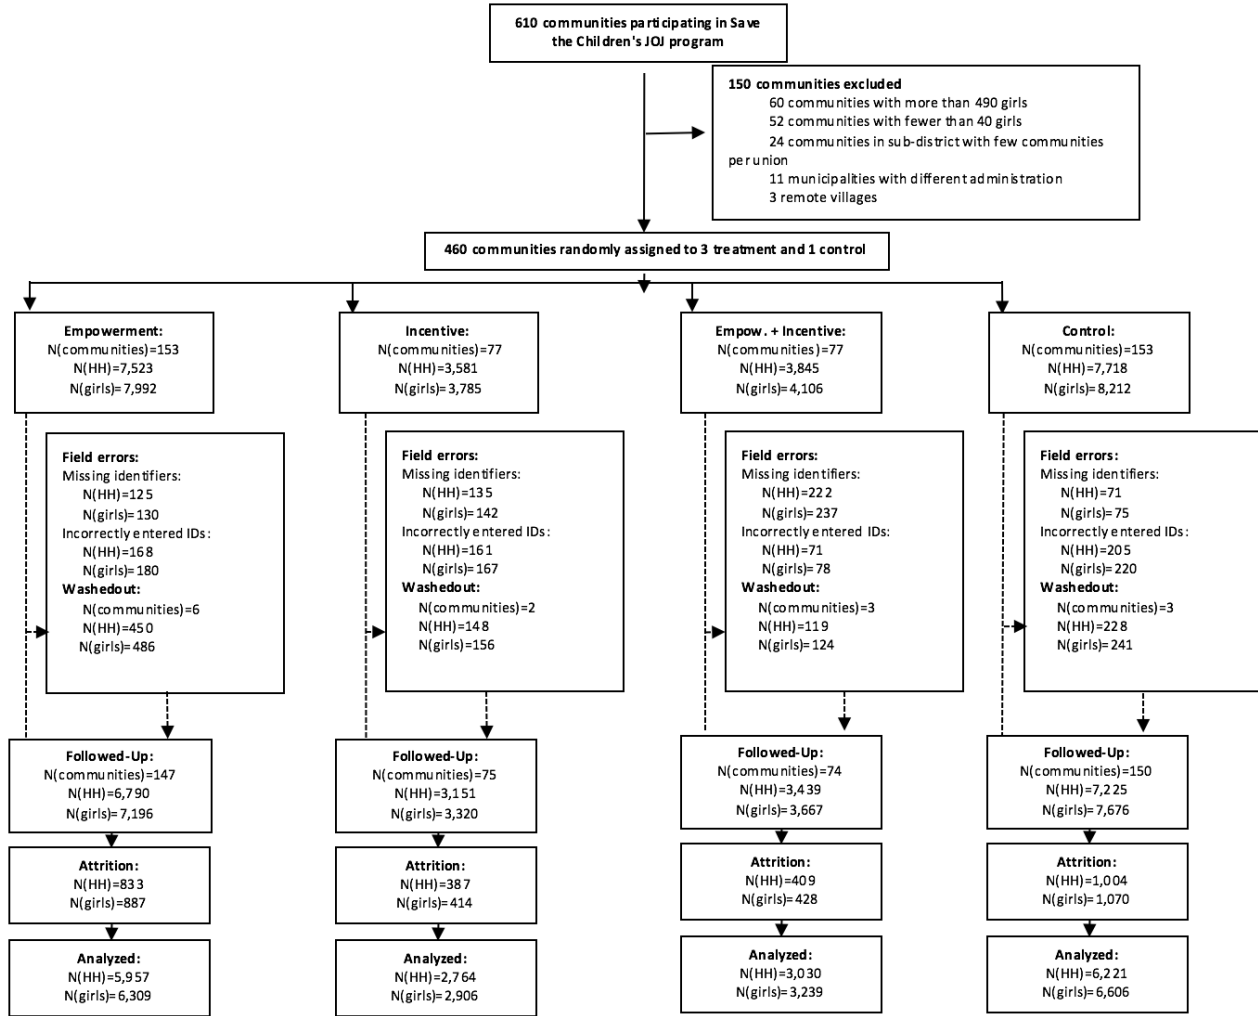 610 communities participating in Save
the Children's JOJ program
150 communities excluded
60 communities with more than 490 girls
52 communities with fewer than 40 girls
24 communities in sub-district with few communities
per union
11 municipalities with different administration
3 remote villages
460 communities randomly assigned to 3 treatment and 1 control
Empowerment:
N(communities)=153
N(HH)=7,523
N(girls)=7,992
Incentive:
N(communities)=77
N(HH)=3,581
N(girls)=3,785
Empow. + Incentive:
N(communities)=77
N(HH)=3,845
N(girls)=4,106
Control:
N(communities)=153
N(HH)=7,718
N(girls)=8,212
Field errors:
Missing identifiers:
N(HH)=125
N(girls)=130
Incorrectly entered IDs:
N(HH)=168
N(girls)=180
Washedout:
N(communities)=6
N(HH)=450
N(girls)=486
Field errors:
Missing identifiers:
N(HH)=135
N(girls)=142
Incorrectly entered IDs:
N(HH)=161
N(girls)=167
Washedout:
N(communities)=2
N(HH)=148
N(girls)=156
Field errors:
Missing identifiers:
N(HH)=222
N(girls)=237
Incorrectly entered IDs:
N(HH)=71
N(girls)=78
Washedout:
N(communities)=3
N(HH)=119
N(girls)=124
Field errors:
Missing identifiers:
N(HH)=71
N(girls)=75
Incorrectly entered IDs:
N(HH)=205
N(girls)=220
Washedout:
N(communities)=3
N(HH)=228
N(girls)=241
Followed-Up:
N(communities)=147
N(HH)=6,790
N(girls)=7,196
Followed-Up:
N(communities)=75
N(HH)=3,151
N(girls)=3,320
Followed-Up:
N(communities)=74
N(HH)=3,439
N(girls)=3,667
Followed-Up:
N(communities)=150
N(HH)=7,225
N(girls)=7,676
Attrition:
N(HH)=833
N(girls)=887
Attrition:
N(HH)=387
N(girls)=414
Attrition:
N(HH)=409
N(girls)=428
Attrition:
N(HH)=1,004
N(girls)=1,070
Analyzed:
N(HH)=5,957
N(girls)=6,309
Analyzed:
N(HH)=2,764
N(girls)=2,906
Analyzed:
N(HH)=3,030
N(girls)=3,239
Analyzed:
N(HH)=6,221
N(girls)=6,606